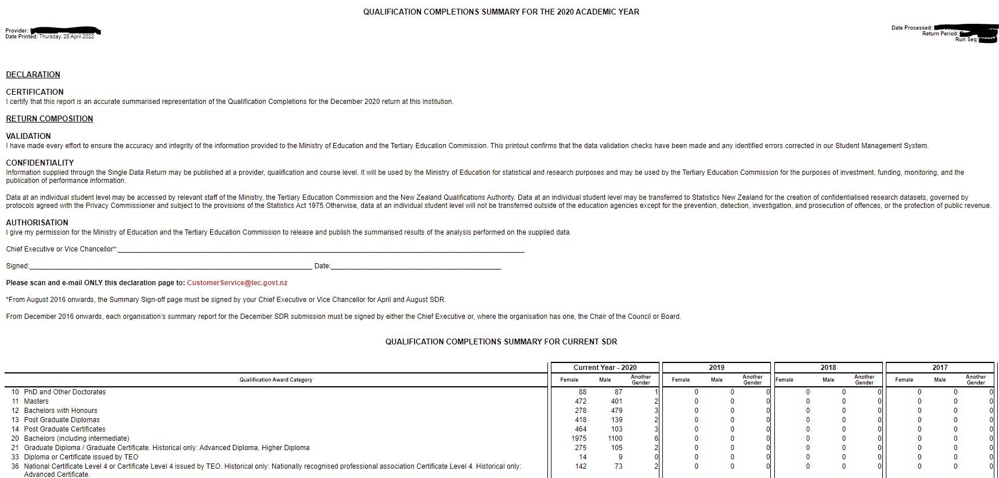 QUALIFICATION COMPLETIONS SUMMARY FOR THE 2020 ACADEMIC YEAR
Provider:
Date Printed: Thursday, 28 April 2022
Date Processed:
Return Period:
Run Seq:
DECLARATION
CERTIFICATION
I certify that this report is an accurate summarised representation of the Qualification Completions for the December 2020 return at this institution.
RETURN COMPOSITION
VALIDATION
I have made every effort to ensure the accuracy and integrity of the information provided to the Ministry of Education and the Tertiary Education Commission. This printout confirms that the data validation checks have been made and any identified errors corrected in our Student Management System.
CONFIDENTIALITY
Information supplied through the Single Data Return may be published at a provider, qualification and course level. It will be used by the Ministry of Education for statistical and research purposes and may be used by the Tertiary Education Commission for the purposes of investment, funding, monitoring, and the
publication of performance information.
Data at an individual student level may be accessed by relevant staff of the Ministry, the Tertiary Education Commission and the New Zealand Qualifications Authority. Data at an individual student level may be transferred to Statistics New Zealand for the creation of confidentialised research datasets, governed by
protocols agreed with the Privacy Commissioner and subject to the provisions of the Statistics Act 1975.Otherwise, data at an individual student level will not be transferred outside of the education agencies except for the prevention, detection, investigation, and prosecution of offences, or the protection of public revenue.
AUTHORISATION
I give my permission for the Ministry of Education and the Tertiary Education Commission to release and publish the summarised results of the analysis performed on the supplied data.
Chief Executive or Vice Chancellor*:
Signed: Date:
Please scan and e-mail ONLY this declaration page to: CustomerService@tec.govt.nz
*From August 2016 onwards, the Summary Sign-off page must be signed by your Chief Executive or Vice Chancellor for April and August SDR.
From December 2016 onwards, each organisation's summary report for the December SDR submission must be signed by either the Chief Executive or, where the organisation has one, the Chair of the Council or Board.
QUALIFICATION COMPLETIONS SUMMARY FOR CURRENT SDR
Current Year - 2020 2019 2018 2017
Qualification Award Category Female Male Another Gender Female Male Another Gender Female Male Another Gender Female Male Another Gender
10 PhD and Other Doctorates 88 87 1 0 0 0 0 0 0 0 0 0
11 Masters 472 401 2 0 0 0 0 0 0 0 0 0
12 Bachelors with Honours 278 479 3 0 0 0 0 0 0 0 0 0
13 Post Graduate Diplomas 418 139 2 0 0 0 0 0 0 0 0 0
14 Post Graduate Certificates 464 103 3 0 0 0 0 0 0 0 0 0
20 Bachelors (including intermediate) 1975 1100 6 0 0 0 0 0 0 0 0 0
21 Graduate Diploma / Graduate Certificate. Historical only: Advanced Diploma, Higher Diploma 275 105 2 0 0 0 0 0 0 0 0 0
33 Diploma or Certificate issued by TEO 14 9 0 0 0 0 0 0 0 0 0 0
36 National Certificate Level 4 or Certificate Level 4 issued by TEO. Historical only: Nationally recognised professional association Certificate Level 4. Historical only: 142 73 2 0 0 0 0 0 0 0 0 0
Advanced Certificate.